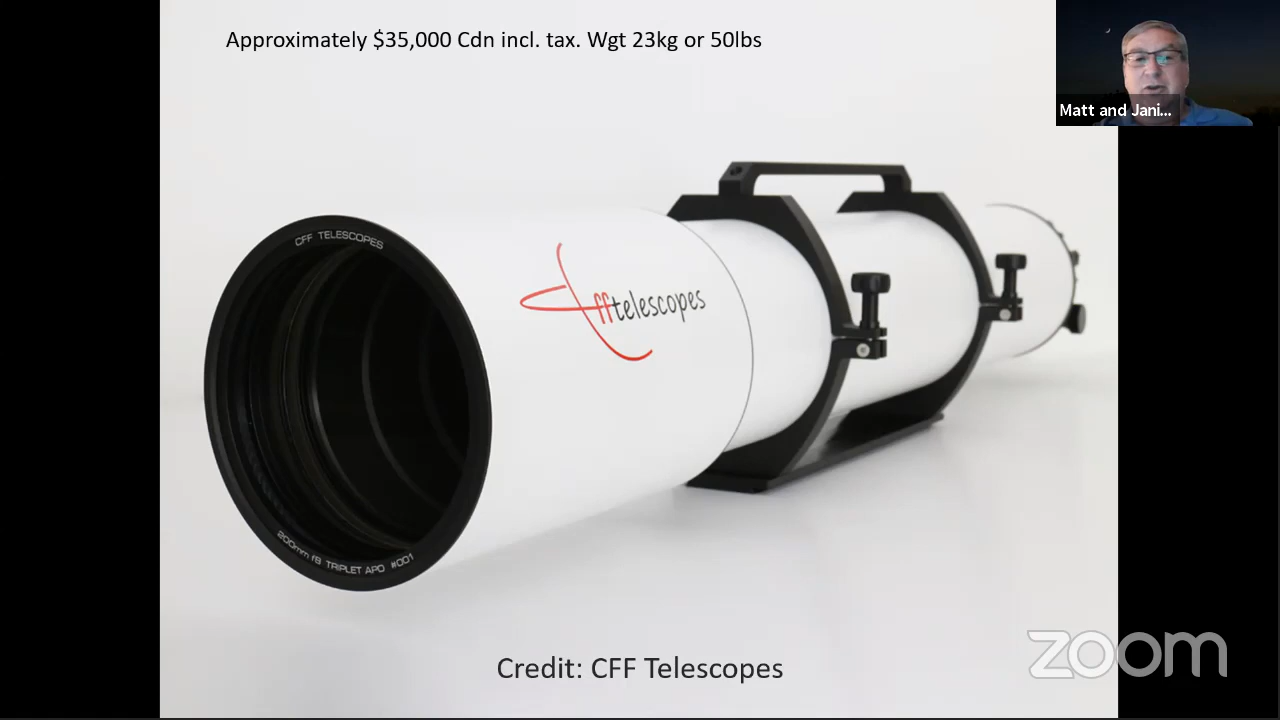 Approximately $35,000 Cdn incl. tax. Wgt 23kg or 50lbs
Matt and Jani...
CFF TELESCOPES
cfftelescopes
200mm f8 TRIPLET APO #001
Credit: CFF Telescopes
zoom